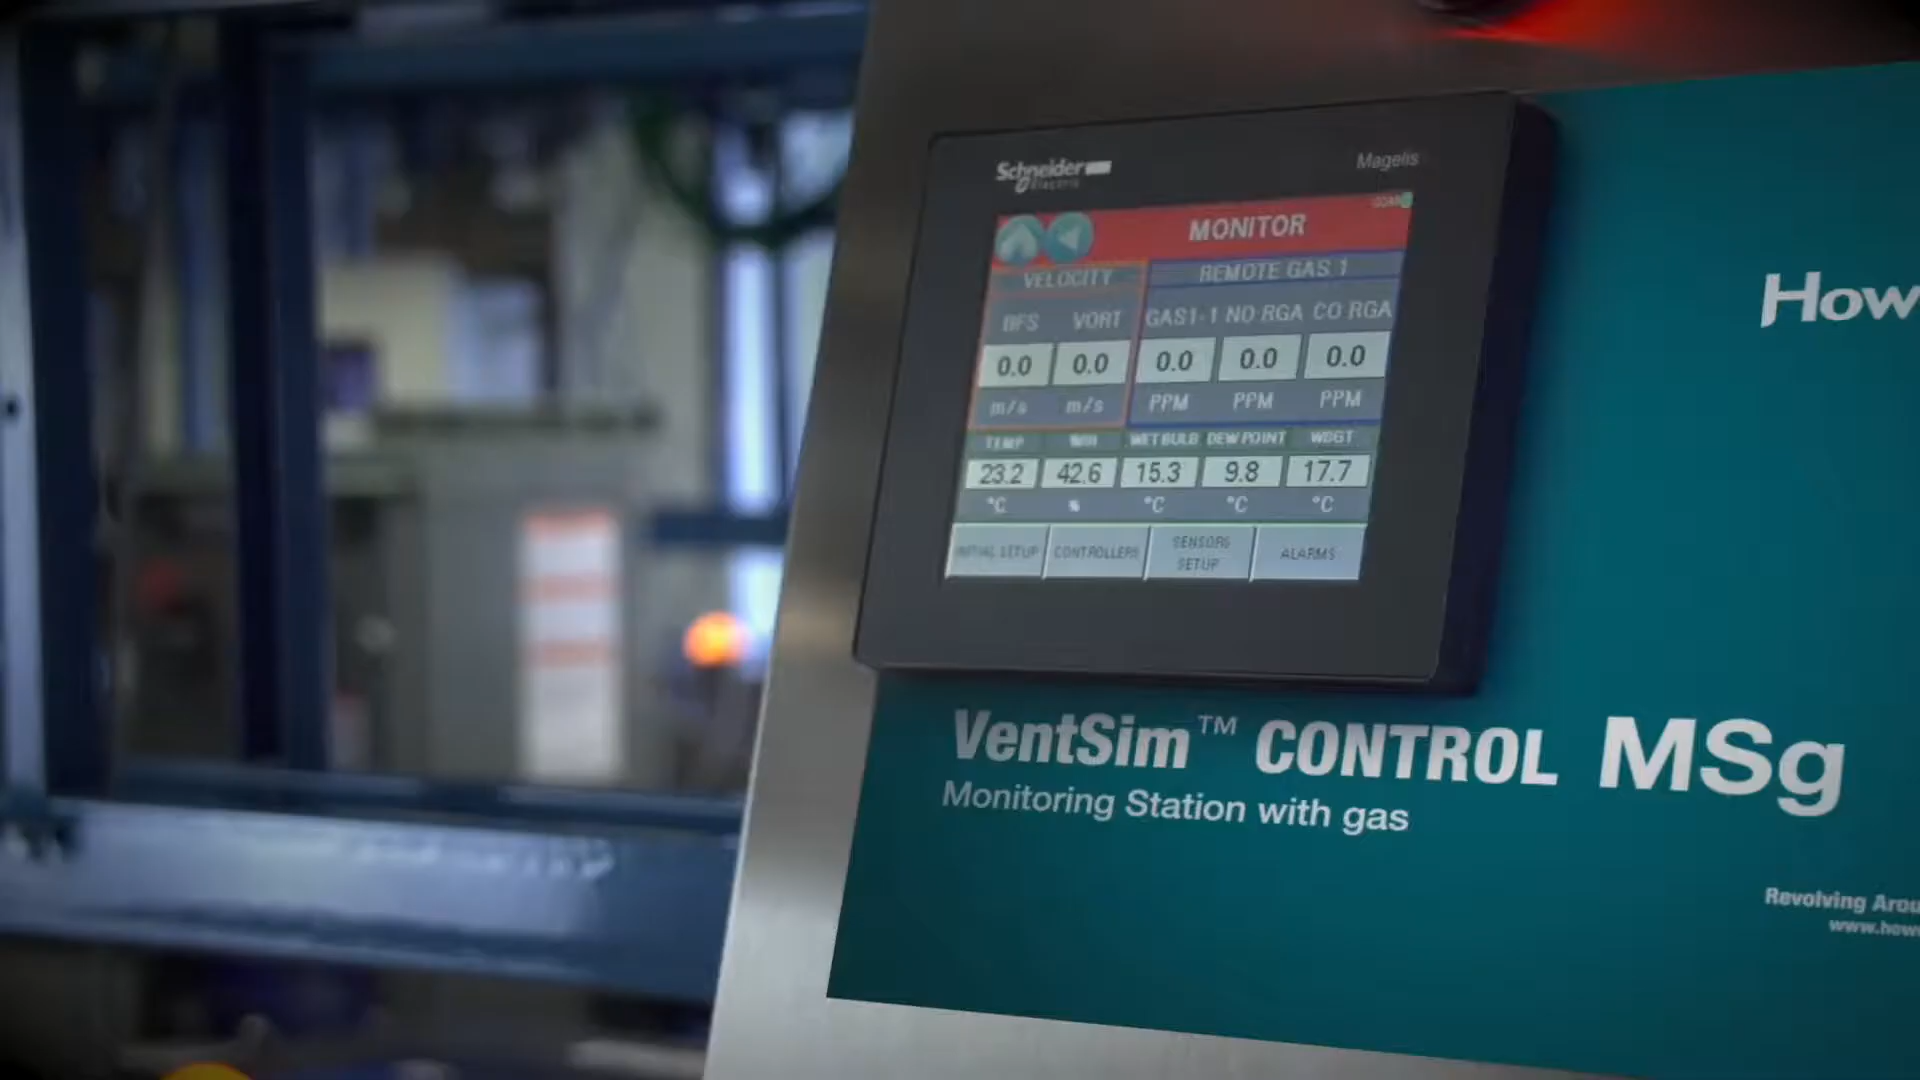 Schneider
Electric
Magelis
MONITOR
VELOCITY
REMOTE GAS 1
BFS VORT GAS1-1 NO RGA CO RGA
0.0 0.0 0.0 0.0 0.0
m/s m/s PPM PPM PPM
TEMP %RH WET BULB DEW POINT WBGT
23.2 42.6 15.3 9.8 17.7
°C % °C °C °C
INITIAL SETUP CONTROLLERS SENSORS SETUP ALARMS
How
VentSim™ CONTROL MSg
Monitoring Station with gas
Revolving Arou
www.how